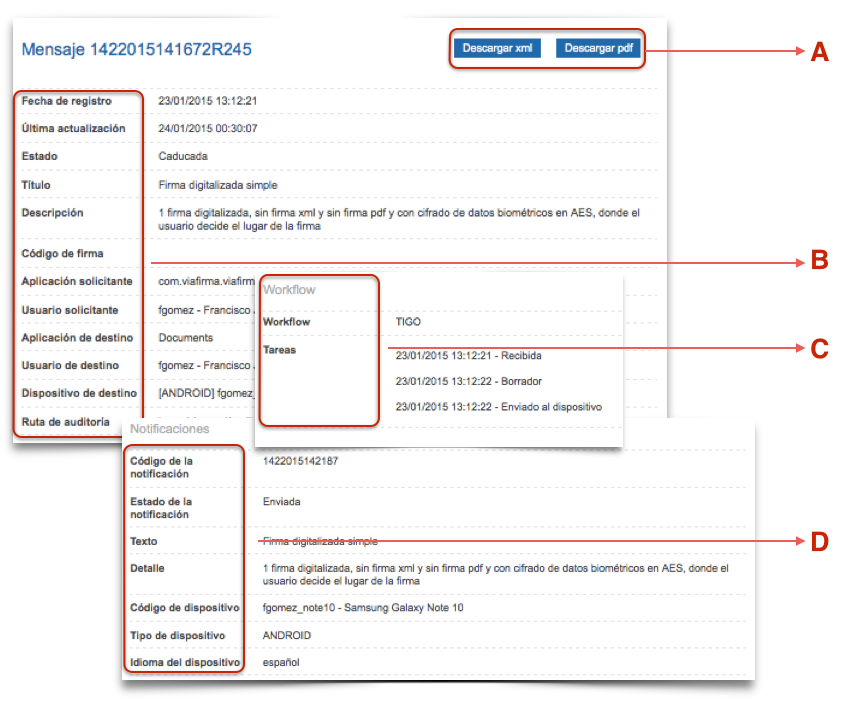 Mensaje 1422015141672R245
Descargar xml
Descargar pdf
A
Fecha de registro
23/01/2015 13:12:21
Última actualización
24/01/2015 00:30:07
Estado
Caducada
Título
Firma digitalizada simple
Descripción
1 firma digitalizada, sin firma xml y sin firma pdf y con cifrado de datos biométricos en AES, donde el
usuario decide el lugar de la firma
Código de firma
B
Aplicación solicitante
com.viafirma.viafirm
Usuario solicitante
fgomez - Francisco
Aplicación de destino
Documents
Usuario de destino
fgomez - Francisco
Dispositivo de destino
[ANDROID] fgomez_
Ruta de auditoría
Workflow
Workflow
TIGO
Tareas
C
23/01/2015 13:12:21 - Recibida
23/01/2015 13:12:22 - Borrador
23/01/2015 13:12:22 - Enviado al dispositivo
Notificaciones
Código de la
notificación
1422015142187
Estado de la
notificación
Enviada
Texto
Firma digitalizada simple
D
Detalle
1 firma digitalizada, sin firma xml y sin firma pdf y con cifrado de datos biométricos en AES, donde el
usuario decide el lugar de la firma
Código de dispositivo
fgomez_note10 - Samsung Galaxy Note 10
Tipo de dispositivo
ANDROID
Idioma del dispositivo
español